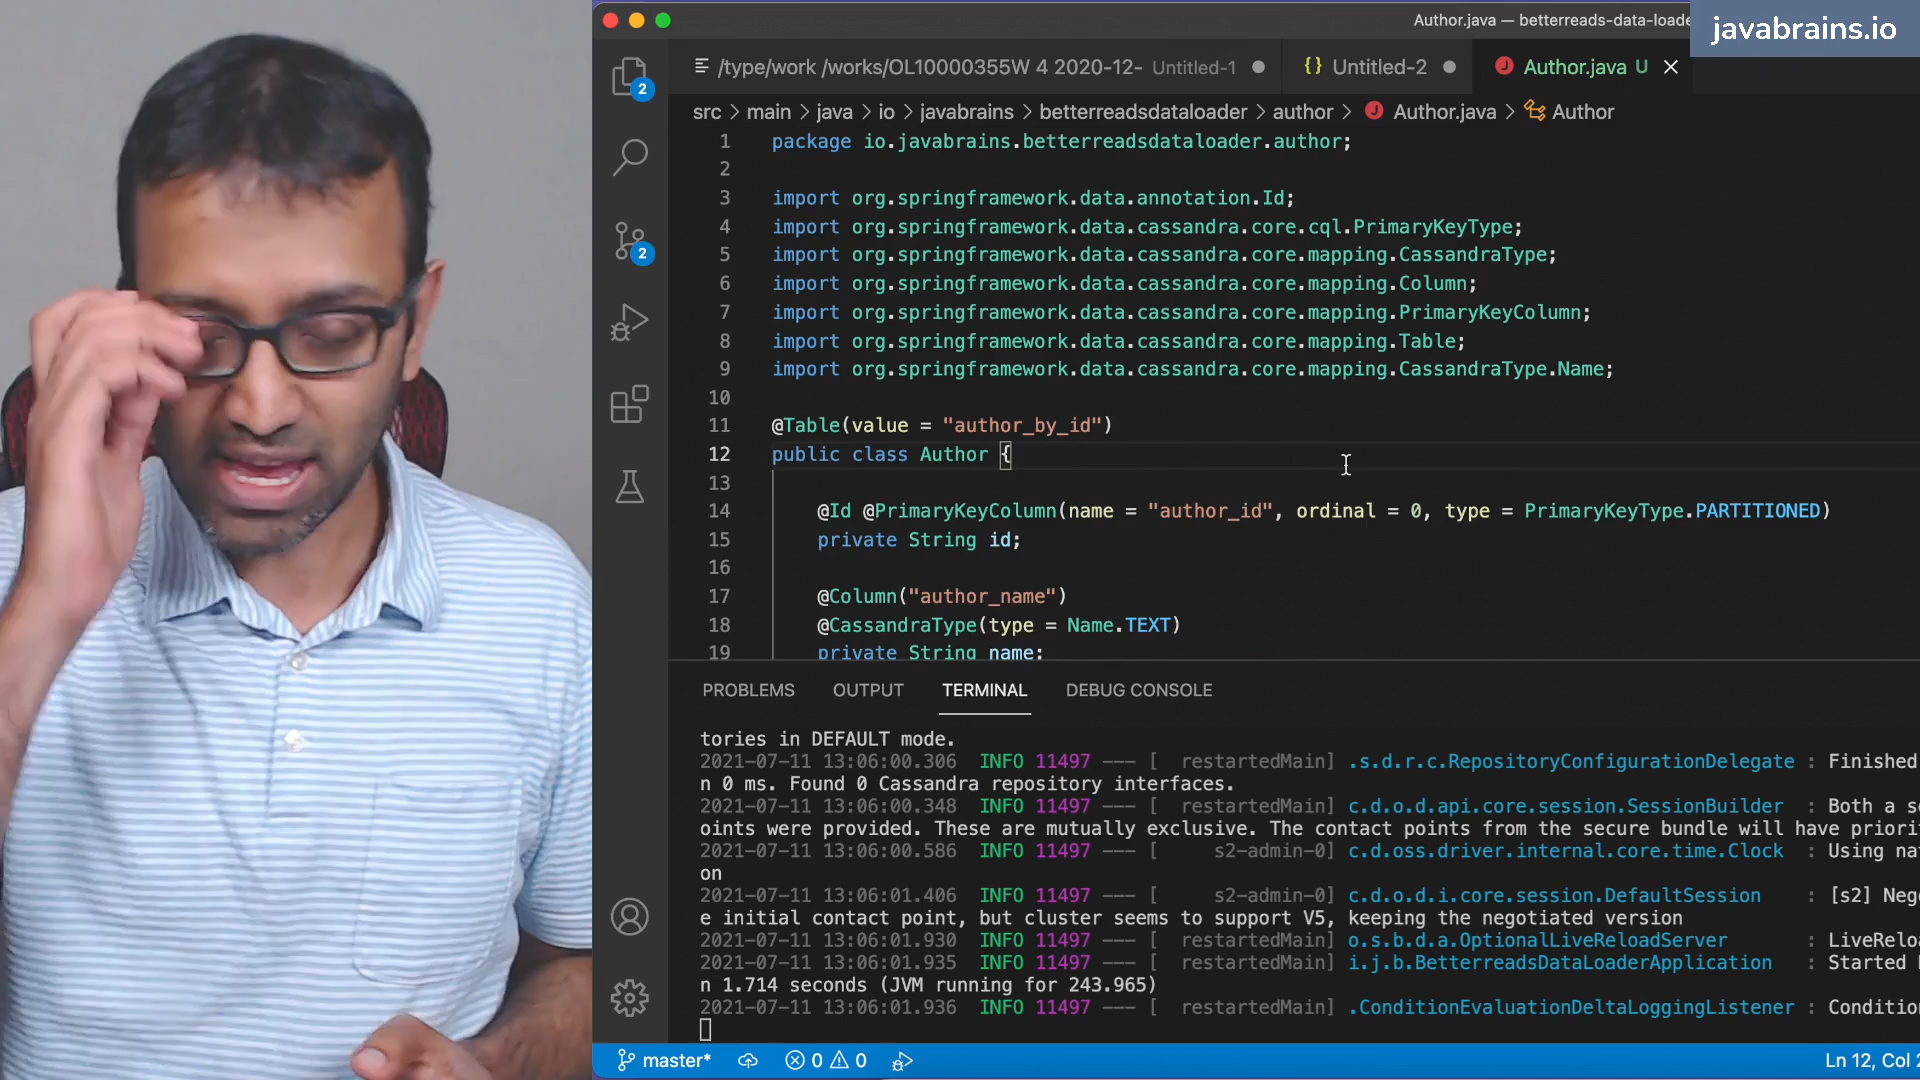 Author.java — betterreads-data-loade
javabrains.io
/type/work /works/OL10000355W 4 2020-12- Untitled-1
{} Untitled-2
Author.java U
2
src > main > java > io > javabrains > betterreadsdataloader > author > Author.java > Author
1 package io.javabrains.betterreadsdataloader.author;
2
3 import org.springframework.data.annotation.Id;
4 import org.springframework.data.cassandra.core.cql.PrimaryKeyType;
5 import org.springframework.data.cassandra.core.mapping.CassandraType;
6 import org.springframework.data.cassandra.core.mapping.Column;
7 import org.springframework.data.cassandra.core.mapping.PrimaryKeyColumn;
8 import org.springframework.data.cassandra.core.mapping.Table;
9 import org.springframework.data.cassandra.core.mapping.CassandraType.Name;
10
11 @Table(value = "author_by_id")
12 public class Author {
13
14 @Id @PrimaryKeyColumn(name = "author_id", ordinal = 0, type = PrimaryKeyType.PARTITIONED)
15 private String id;
16
17 @Column("author_name")
18 @CassandraType(type = Name.TEXT)
19 private String name;
2
PROBLEMS OUTPUT TERMINAL DEBUG CONSOLE
tories in DEFAULT mode.
2021-07-11 13:06:00.306 INFO 11497 --- [ restartedMain] .s.d.r.c.RepositoryConfigurationDelegate : Finished
n 0 ms. Found 0 Cassandra repository interfaces.
2021-07-11 13:06:00.348 INFO 11497 --- [ restartedMain] c.d.o.d.api.core.session.SessionBuilder : Both a s
oints were provided. These are mutually exclusive. The contact points from the secure bundle will have priori
2021-07-11 13:06:00.586 INFO 11497 --- [ s2-admin-0] c.d.oss.driver.internal.core.time.Clock : Using na
on
2021-07-11 13:06:01.406 INFO 11497 --- [ s2-admin-0] c.d.o.d.i.core.session.DefaultSession : [s2] Neg
e initial contact point, but cluster seems to support V5, keeping the negotiated version
2021-07-11 13:06:01.930 INFO 11497 --- [ restartedMain] o.s.b.d.a.OptionalLiveReloadServer : LiveRelo
2021-07-11 13:06:01.935 INFO 11497 --- [ restartedMain] i.j.b.BetterreadsDataLoaderApplication : Started
n 1.714 seconds (JVM running for 243.965)
2021-07-11 13:06:01.936 INFO 11497 --- [ restartedMain] .ConditionEvaluationDeltaLoggingListener : Condition
master* 0 0
Ln 12, Col